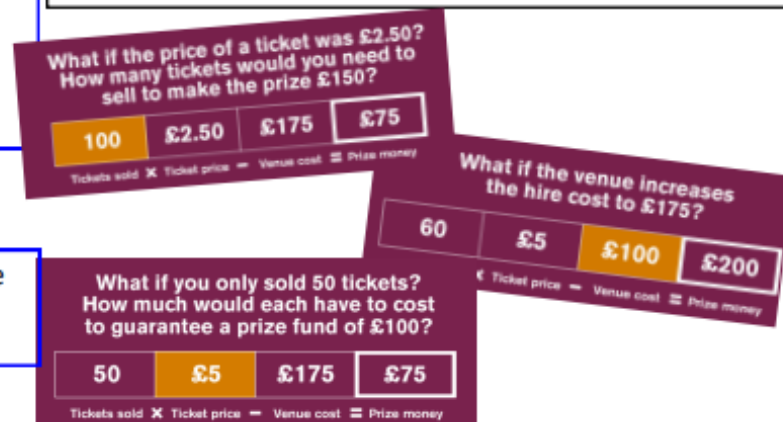 What if the price of a ticket was £2.50?
How many tickets would you need to
sell to make the prize £150?
100 £2.50 £175 £75
Tickets sold × Ticket price − Venue cost = Prize money
What if the venue increases
the hire cost to £175?
60 £5 £100 £200
× Ticket price − Venue cost = Prize money
What if you only sold 50 tickets?
How much would each have to cost
to guarantee a prize fund of £100?
50 £5 £175 £75
Tickets sold × Ticket price − Venue cost = Prize money